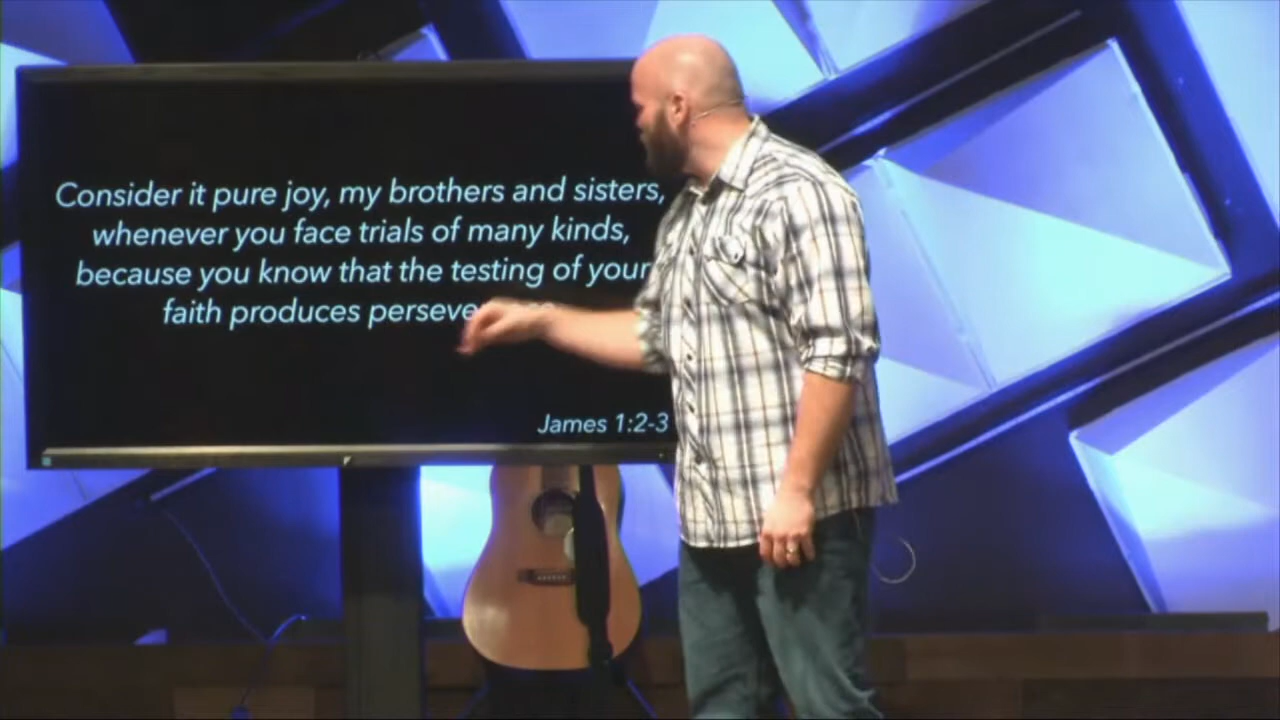 Consider it pure joy, my brothers and sisters,
whenever you face trials of many kinds,
because you know that the testing of your
faith produces perseve
James 1:2-3